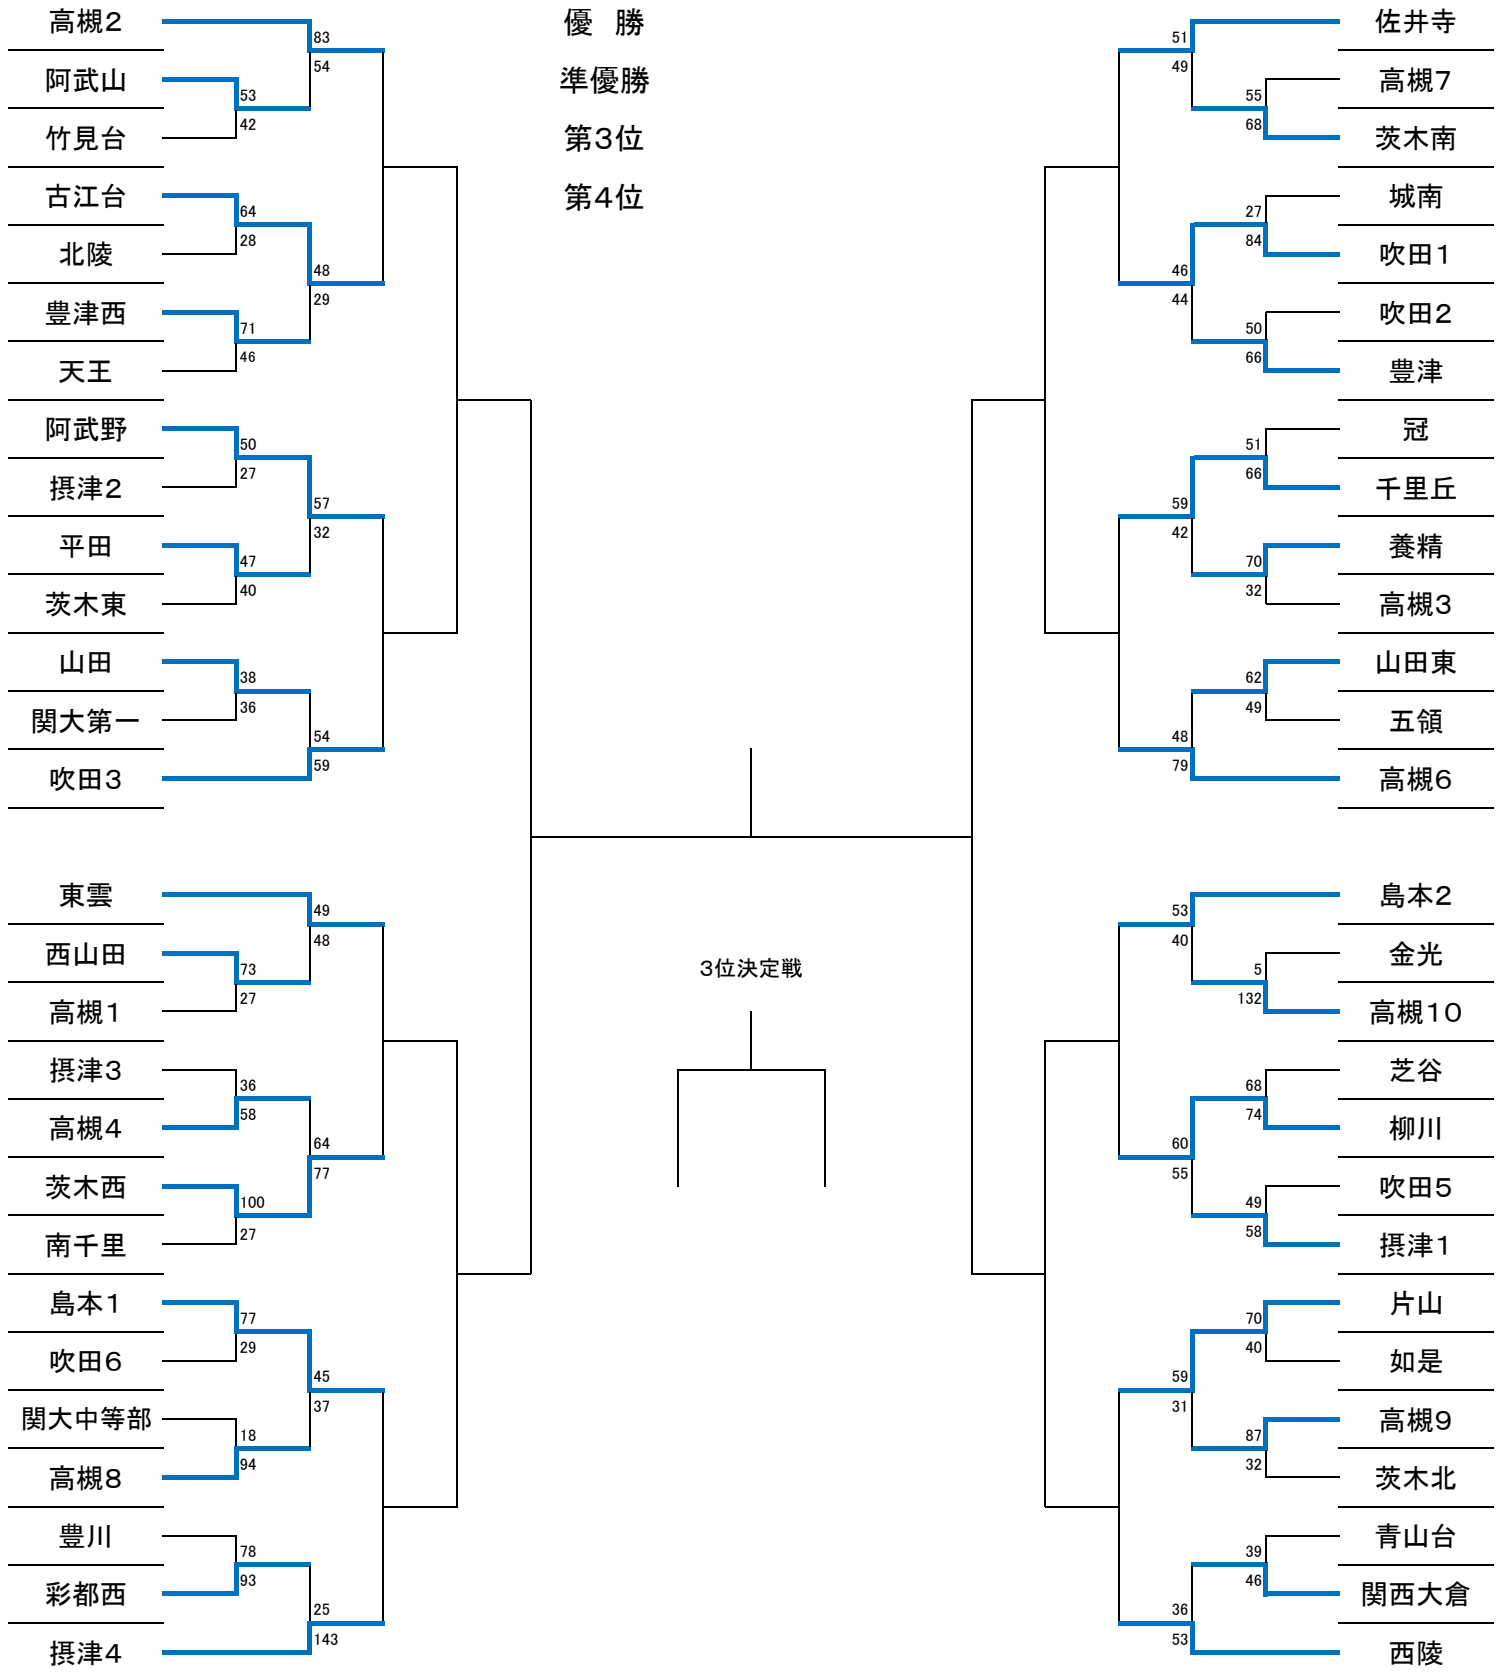 高槻2
83
54
阿武山
53
42
竹見台
古江台
64
28
北陵
48
29
豊津西
71
46
天王
阿武野
50
27
摂津2
57
32
平田
47
40
茨木東
山田
38
36
関大第一
54
59
吹田3
東雲
49
48
西山田
73
27
高槻1
摂津3
36
58
高槻4
64
77
茨木西
100
27
南千里
島本1
77
29
吹田6
45
37
関大中等部
18
94
高槻8
豊川
78
93
彩都西
25
143
摂津4
優　勝
準優勝
第3位
第4位
3位決定戦
佐井寺
51
49
高槻7
55
68
茨木南
城南
27
84
吹田1
46
44
吹田2
50
66
豊津
冠
51
66
千里丘
59
42
養精
70
32
高槻3
山田東
62
49
五領
48
79
高槻6
島本2
53
40
金光
5
132
高槻10
芝谷
68
74
柳川
60
55
吹田5
49
58
摂津1
片山
70
40
如是
59
31
高槻9
87
32
茨木北
青山台
39
46
関西大倉
36
53
西陵